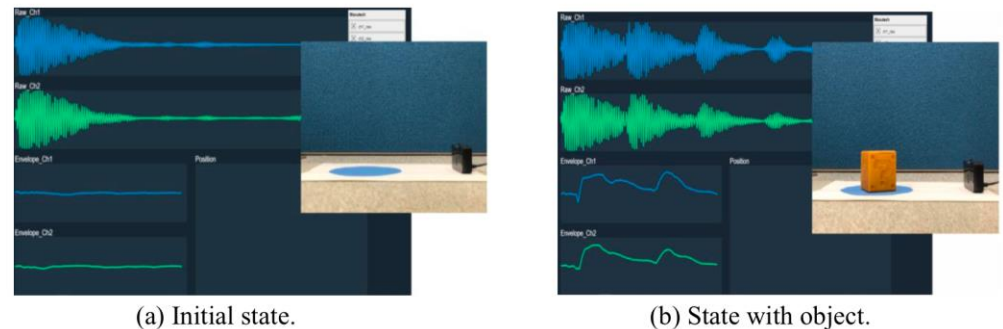 Raw_Ch1
Raw_Ch2
Envelope_Ch1
Position
Envelope_Ch2
(a) Initial state.
Raw_Ch1
Raw_Ch2
Envelope_Ch1
Position
Envelope_Ch2
(b) State with object.